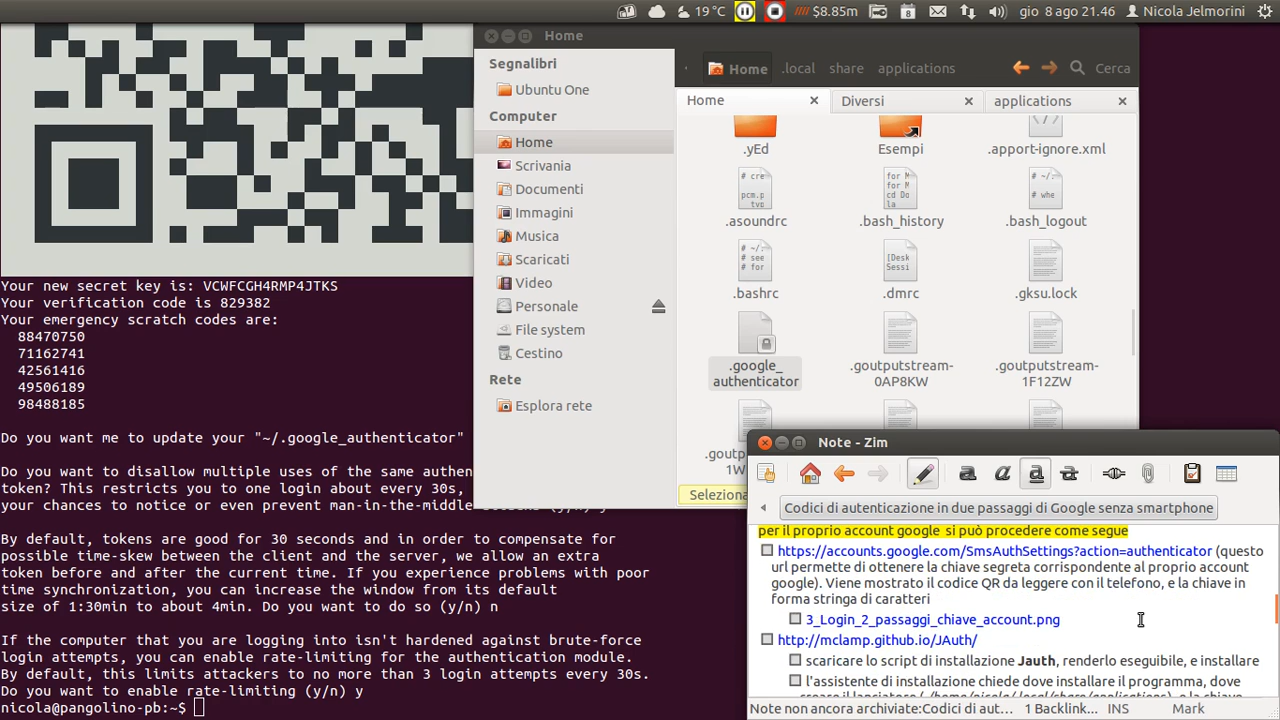 19 °C
$8.85m
8
gio 8 ago 21.46
Nicola Jelmorini
Home
Segnalibri
Ubuntu One
Computer
Home
Scrivania
Documenti
Immagini
Musica
Scaricati
Video
Personale
File system
Cestino
Rete
Esplora rete
Home
.local
share
applications
Cerca
Home
Diversi
applications
.yEd
Esempi
.apport-ignore.xml
.asoundrc
.bash_history
.bash_logout
.bashrc
.dmrc
.gksu.lock
.google_
authenticator
.goutputstream-
0AP8KW
.goutputstream-
1F12ZW
.goutp
1W
Seleziona
Your new secret key is: VCWFCGH4RMP4JTKS
Your verification code is 829382
Your emergency scratch codes are:
88470750
71162741
42561416
49506189
98488185
Do you want me to update your "~/.google_authenticator"
Do you want to disallow multiple uses of the same authen
token? This restricts you to one login about every 30s,
your chances to notice or even prevent man-in-the-middle
By default, tokens are good for 30 seconds and in order to compensate for
possible time-skew between the client and the server, we allow an extra
token before and after the current time. If you experience problems with poor
time synchronization, you can increase the window from its default
size of 1:30min to about 4min. Do you want to do so (y/n) n
If the computer that you are logging into isn't hardened against brute-force
login attempts, you can enable rate-limiting for the authentication module.
By default, this limits attackers to no more than 3 login attempts every 30s.
Do you want to enable rate-limiting (y/n) y
nicola@pangolino-pb:~$
Note - Zim
Codici di autenticazione in due passaggi di Google senza smartphone
per il proprio account google si può procedere come segue
https://accounts.google.com/SmsAuthSettings?action=authenticator (questo
url permette di ottenere la chiave segreta corrispondente al proprio account
google). Viene mostrato il codice QR da leggere con il telefono, e la chiave in
forma stringa di caratteri
3_Login_2_passaggi_chiave_account.png
http://mclamp.github.io/JAuth/
scaricare lo script di installazione Jauth, renderlo eseguibile, e installare
l'assistente di installazione chiede dove installare il programma, dove
Note non ancora archiviate:Codici di aut...
1 Backlink...
INS
Mark